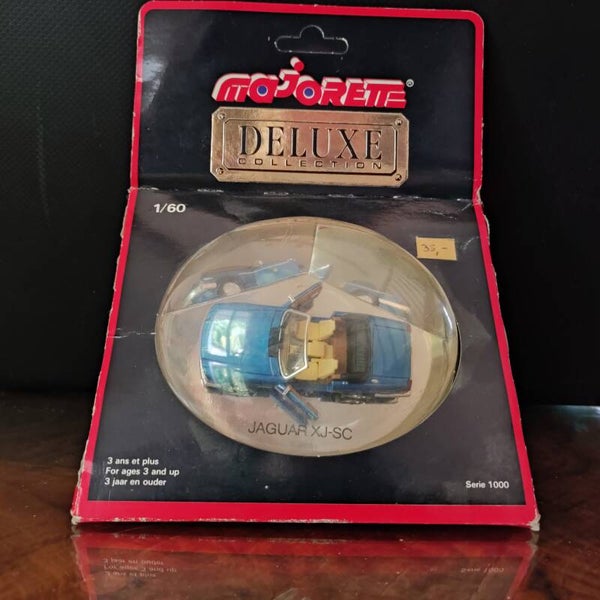 majorette®
DELUXE
COLLECTION
1/60
35,-
JAGUAR XJ-SC
3 ans et plus
For ages 3 and up
3 jaar en ouder
Serie 1000